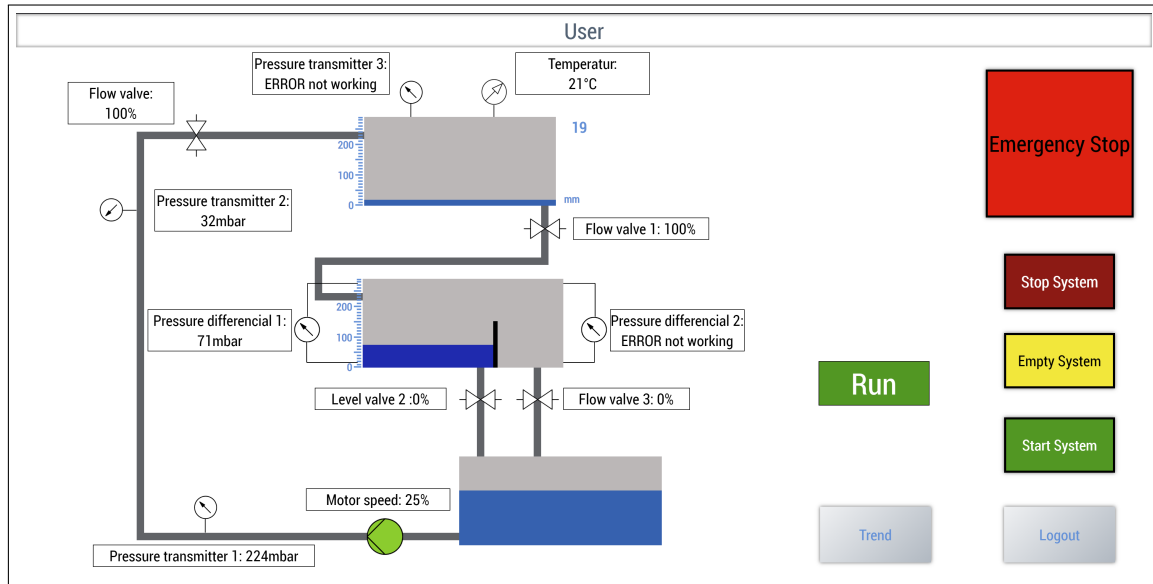 User
Pressure transmitter 3:
ERROR not working
Temperatur:
21°C
Flow valve:
100%
200
100
0
19
mm
Emergency Stop
Pressure transmitter 2:
32mbar
Flow valve 1: 100%
Stop System
200
100
0
Pressure differencial 1:
71mbar
Pressure differencial 2:
ERROR not working
Empty System
Run
Level valve 2 :0%
Flow valve 3: 0%
Start System
Motor speed: 25%
Pressure transmitter 1: 224mbar
Trend
Logout